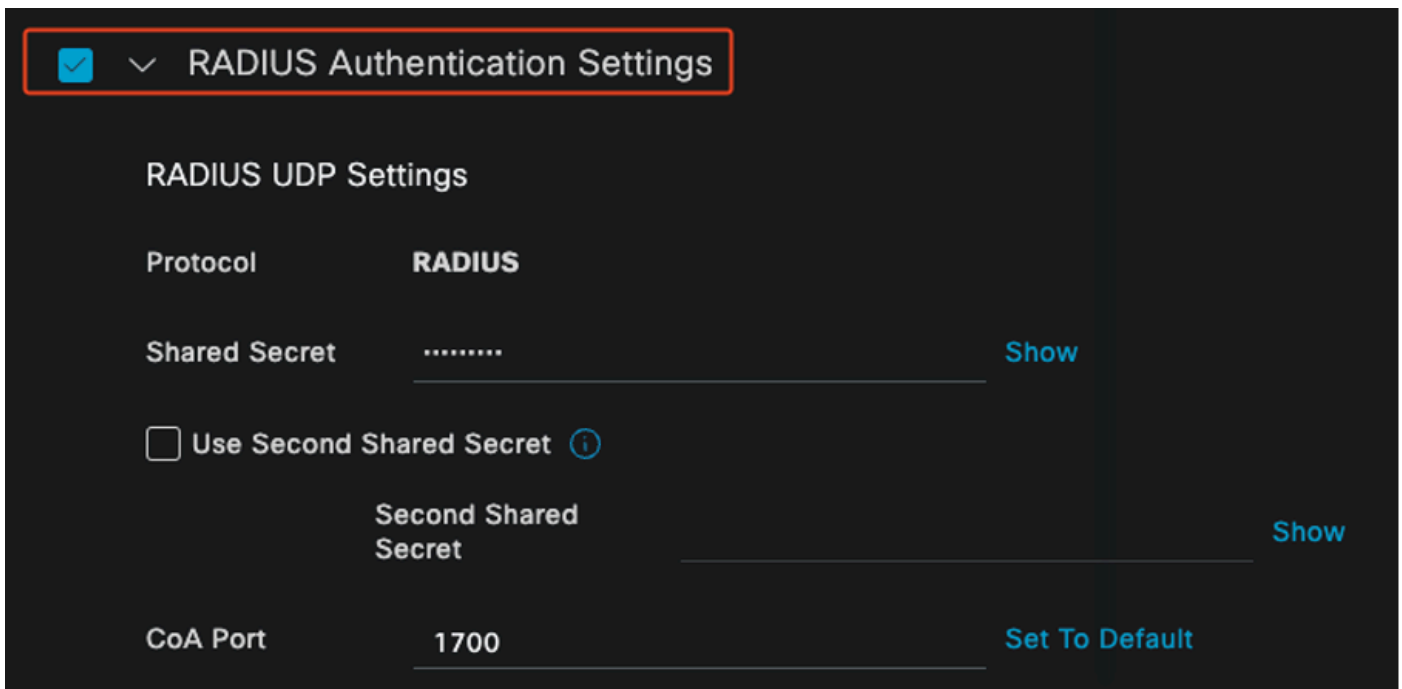 RADIUS Authentication Settings
RADIUS UDP Settings
Protocol RADIUS
Shared Secret ········· Show
Use Second Shared Secret
Second Shared
Secret
Show
CoA Port 1700 Set To Default